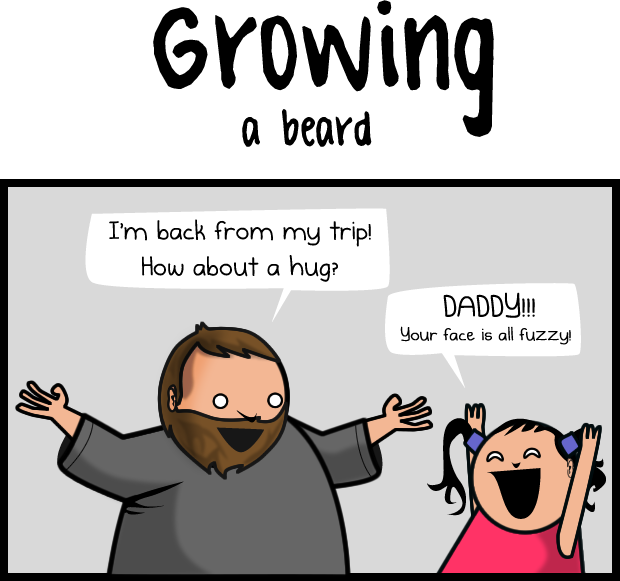 Growing
a beard
I'm back from my trip!
How about a hug?
DADDY!!!
Your face is all fuzzy!